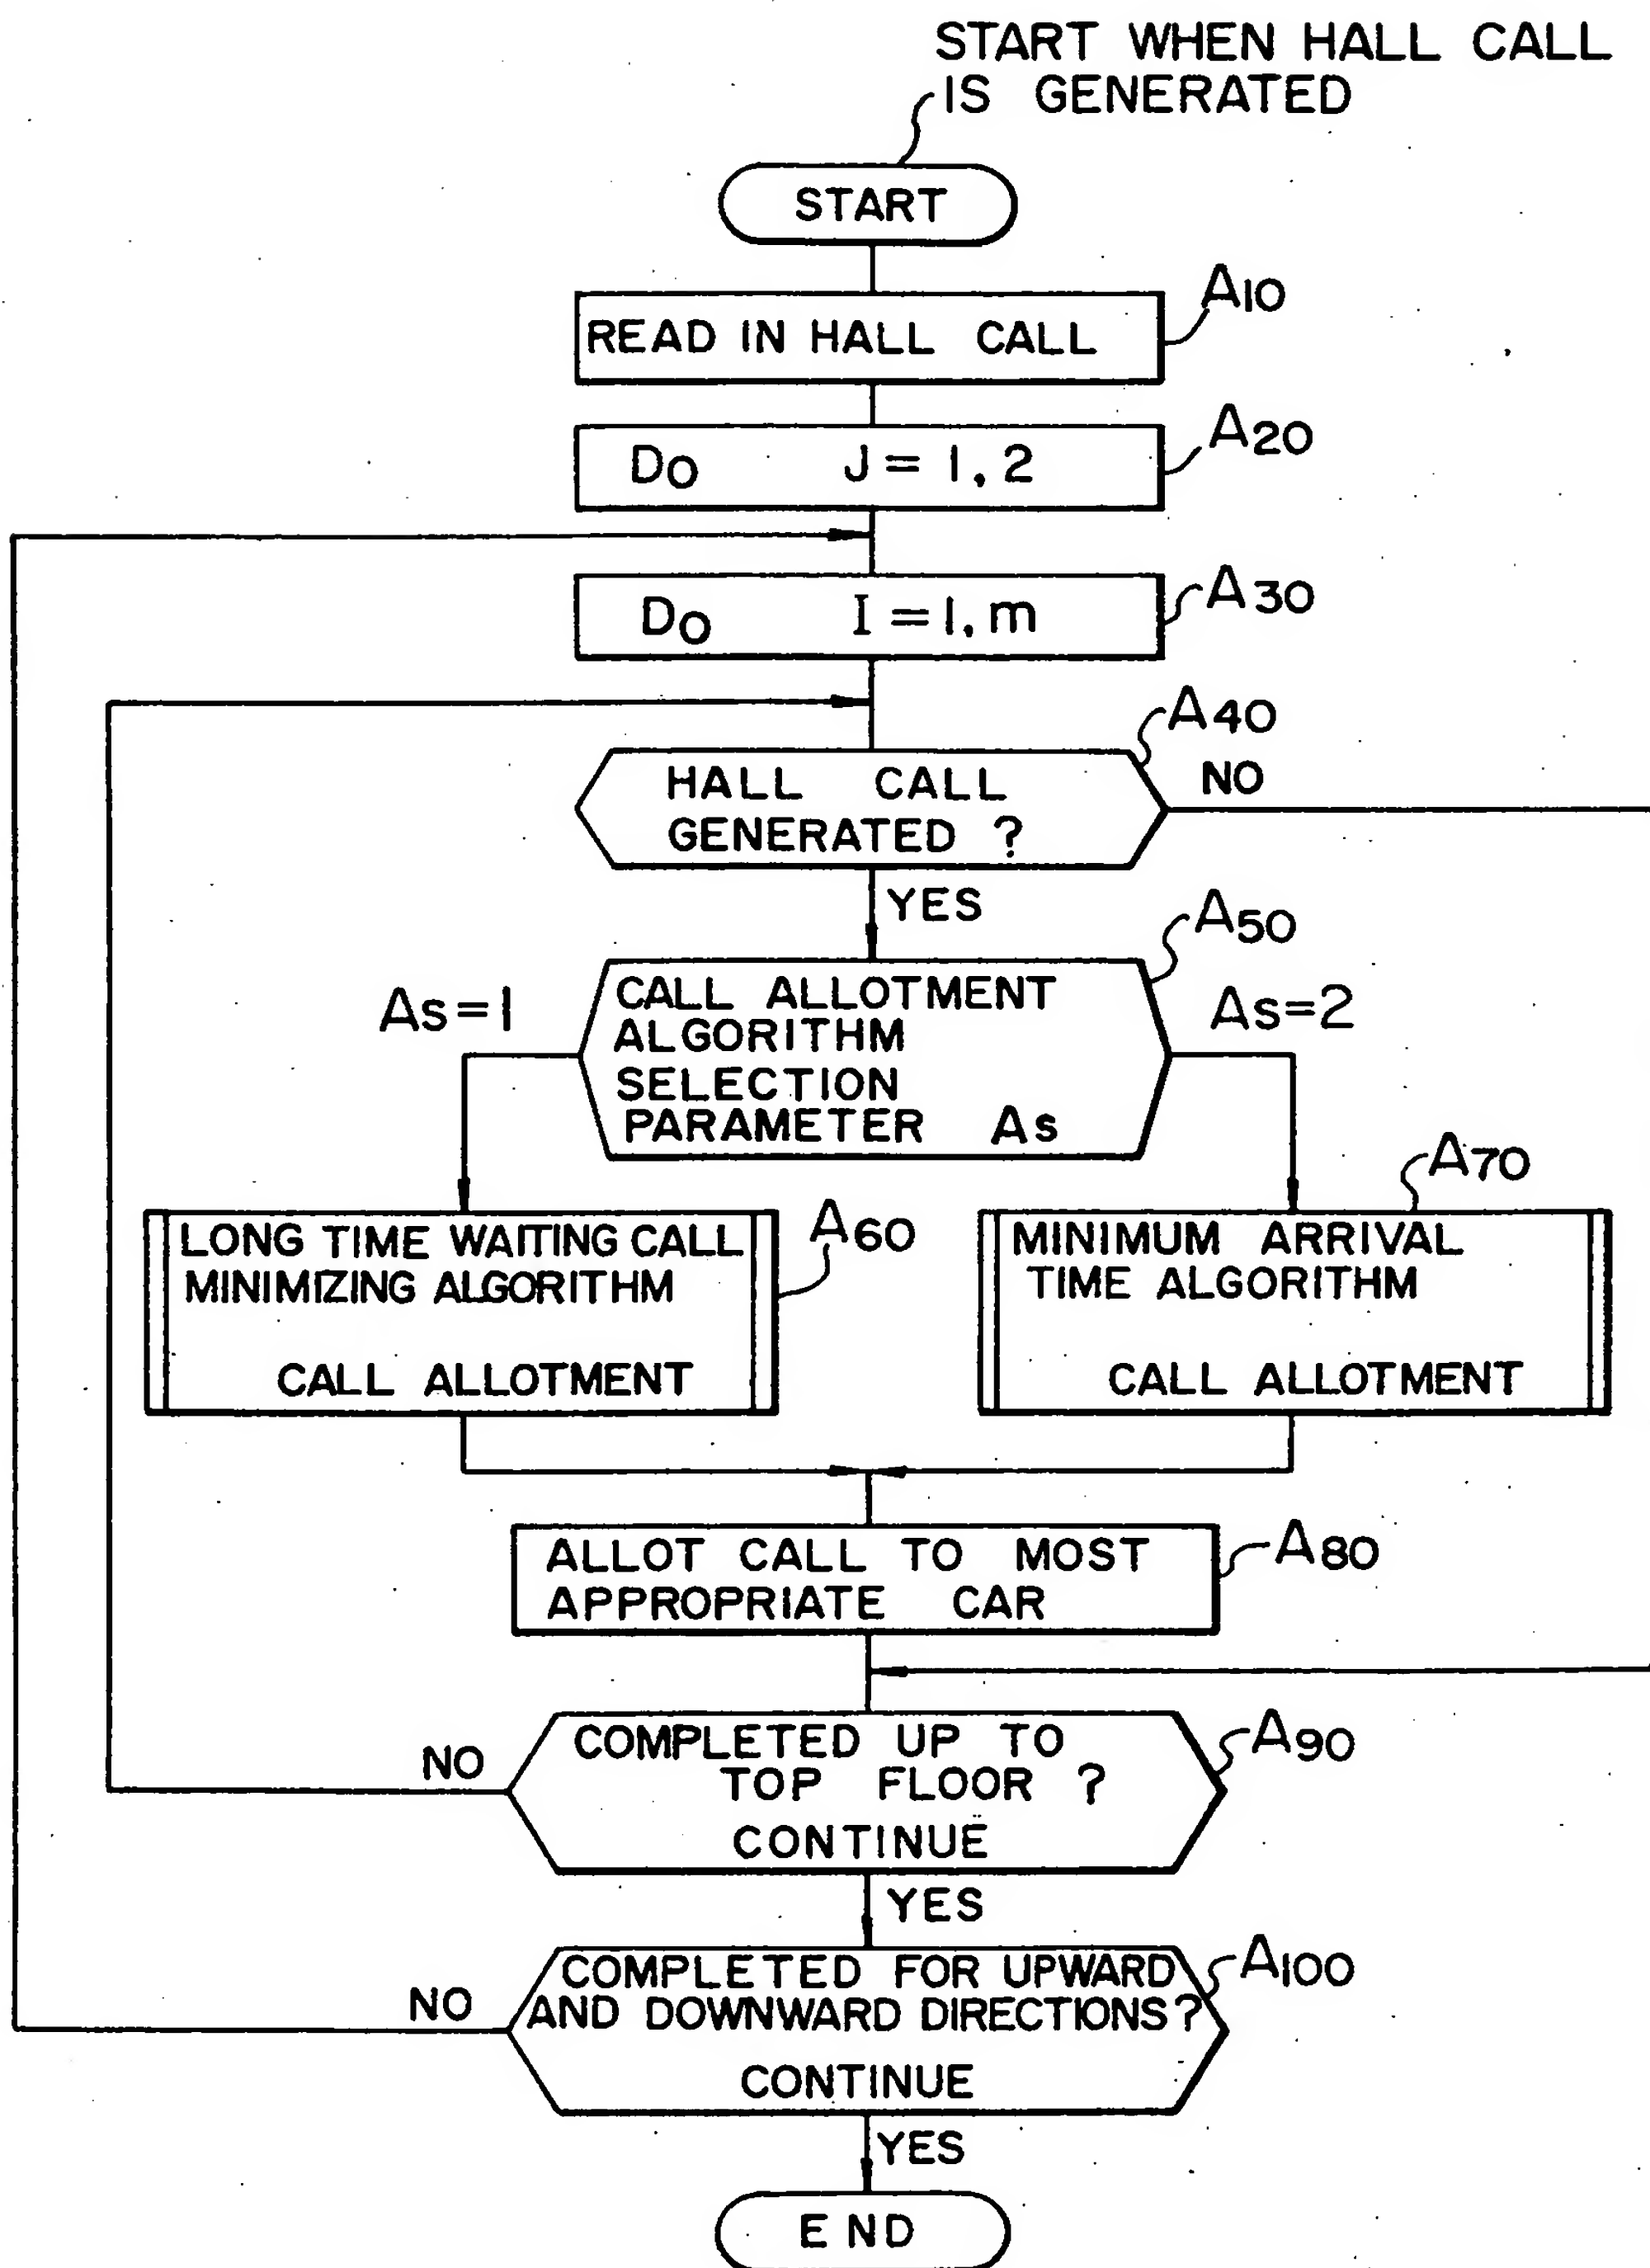 START WHEN HALL CALL
IS GENERATED
START
A10
READ IN HALL CALL
A20
Do J = 1, 2
A30
Do I = 1, m
A40
HALL CALL
GENERATED ?
NO
YES
A50
CALL ALLOTMENT
ALGORITHM
SELECTION
PARAMETER As
As=1
As=2
A60
LONG TIME WAITING CALL
MINIMIZING ALGORITHM
CALL ALLOTMENT
A70
MINIMUM ARRIVAL
TIME ALGORITHM
CALL ALLOTMENT
A80
ALLOT CALL TO MOST
APPROPRIATE CAR
A90
COMPLETED UP TO
TOP FLOOR ?
CONTINUE
NO
YES
A100
COMPLETED FOR UPWARD
AND DOWNWARD DIRECTIONS?
CONTINUE
NO
YES
END